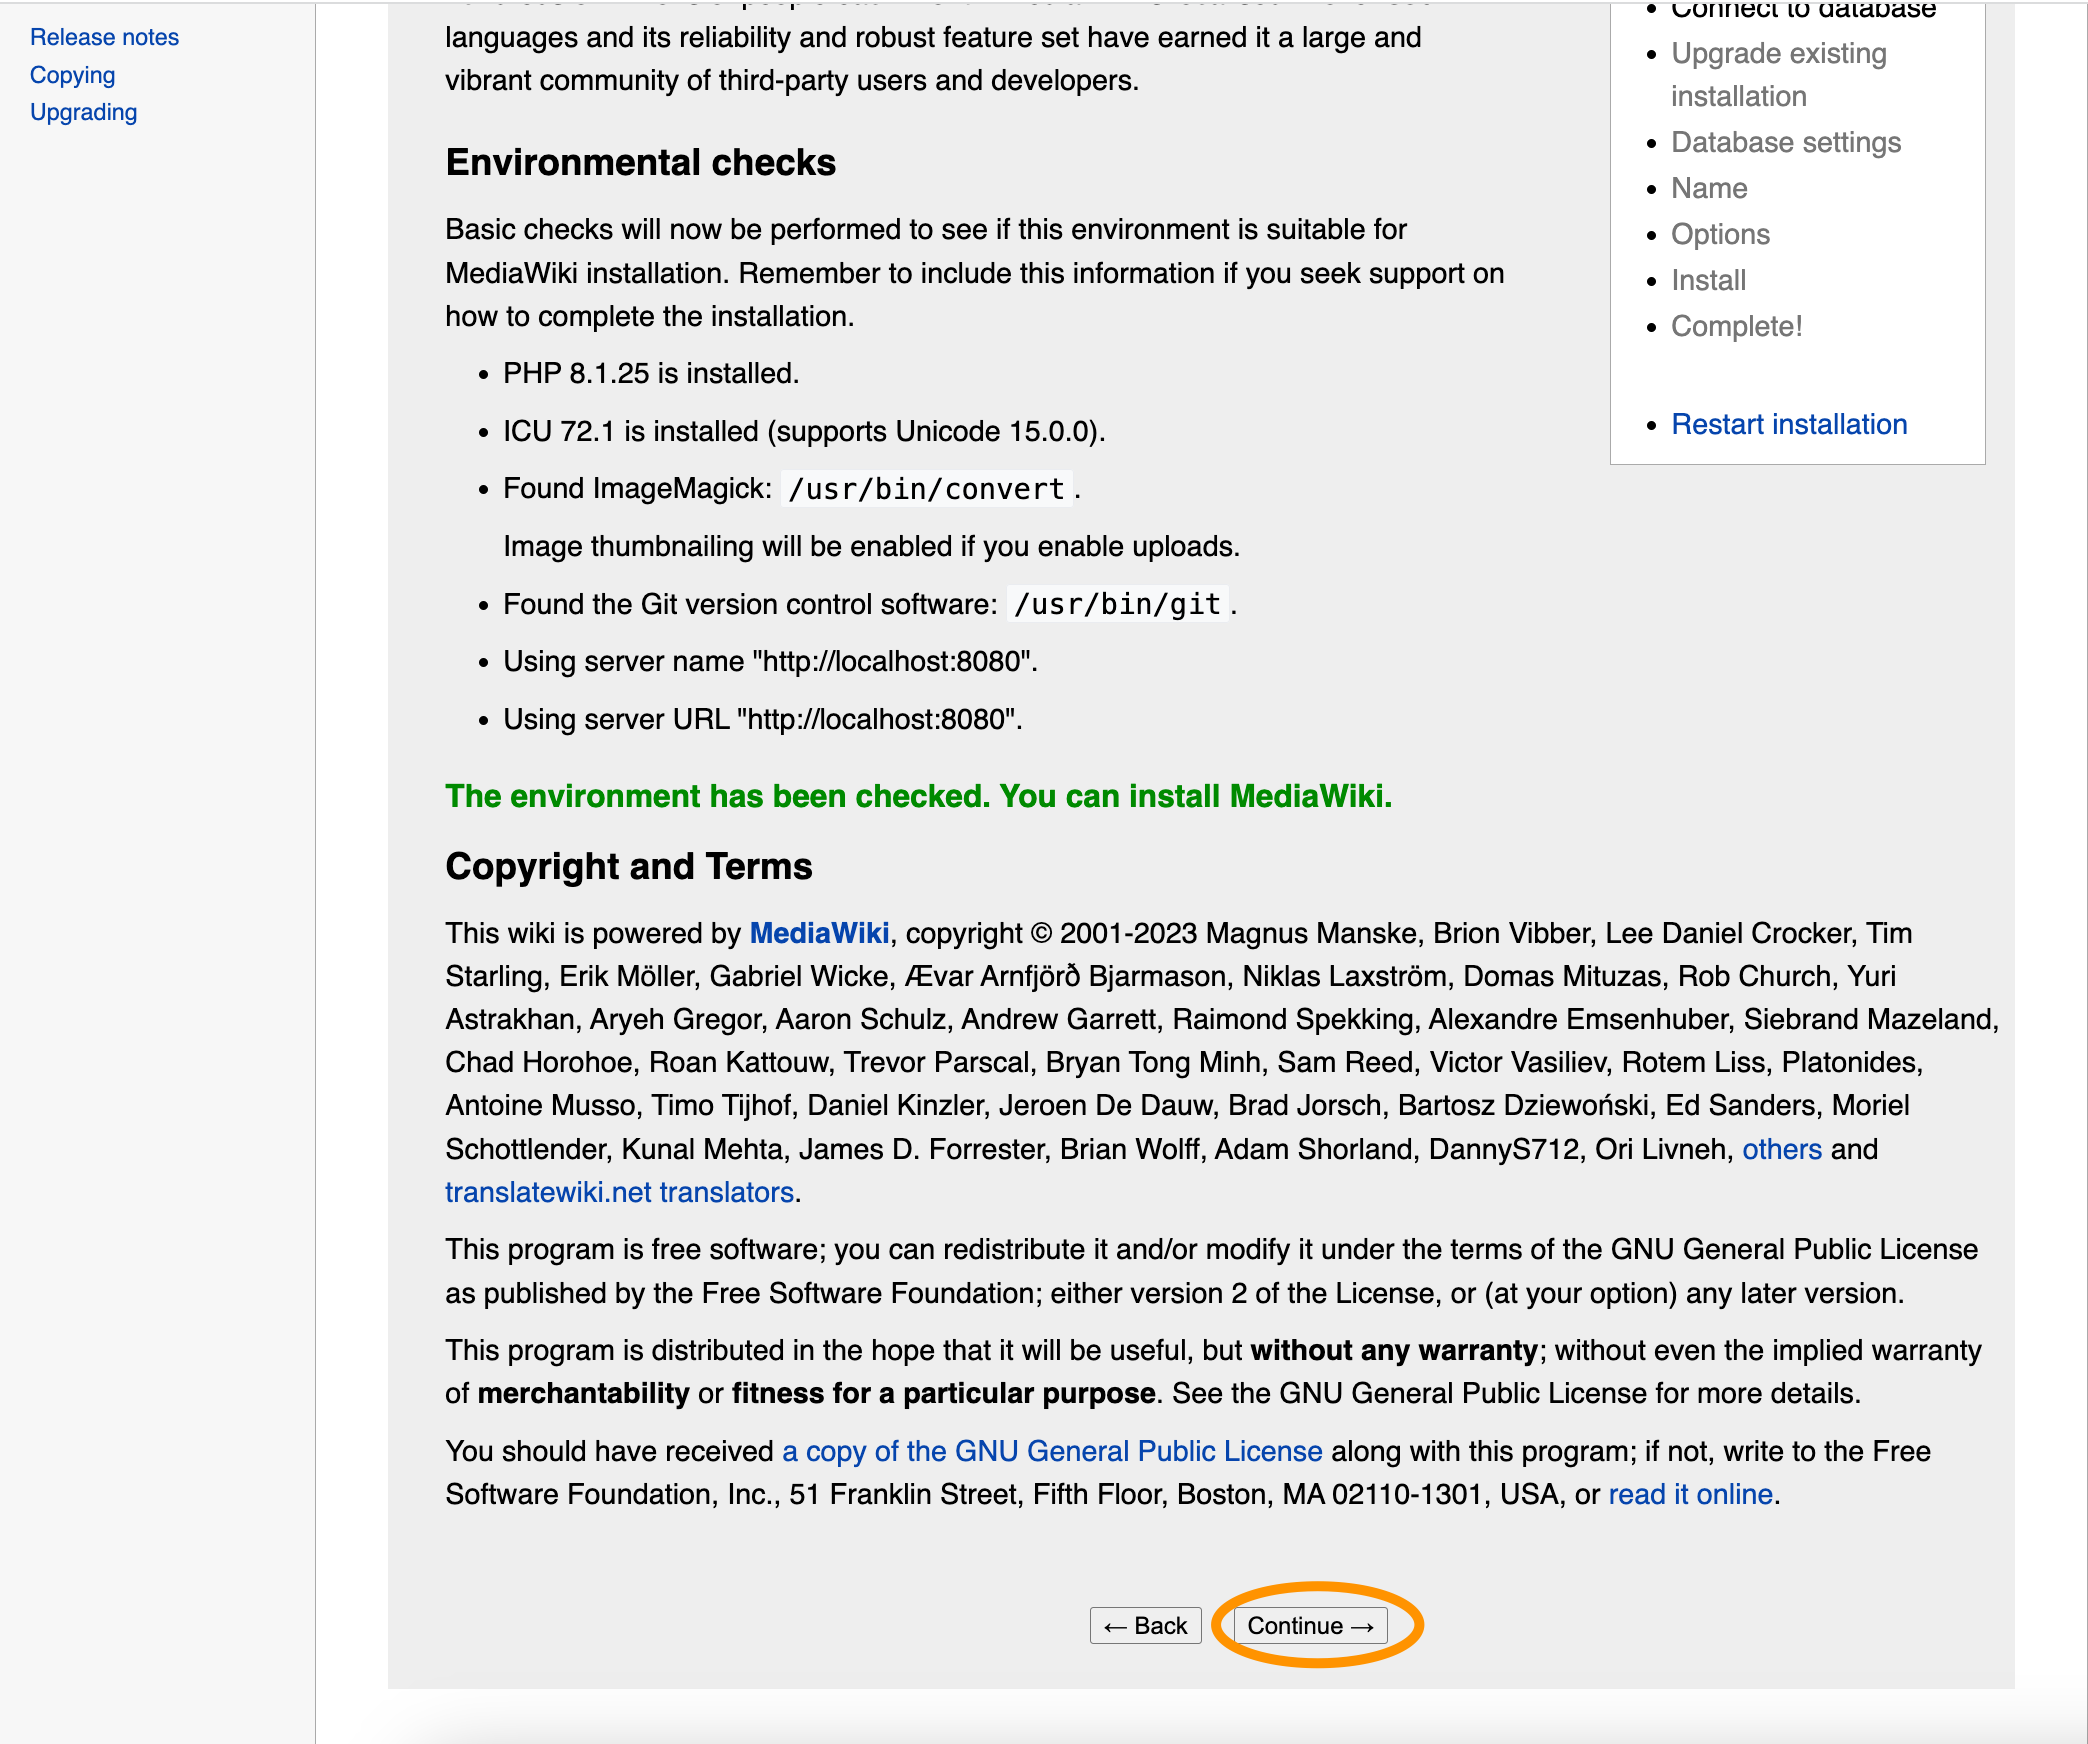 Release notes
Copying
Upgrading
languages and its reliability and robust feature set have earned it a large and
vibrant community of third-party users and developers.
Environmental checks
Basic checks will now be performed to see if this environment is suitable for
MediaWiki installation. Remember to include this information if you seek support on
how to complete the installation.
• PHP 8.1.25 is installed.
• ICU 72.1 is installed (supports Unicode 15.0.0).
• Found ImageMagick: /usr/bin/convert.
Image thumbnailing will be enabled if you enable uploads.
• Found the Git version control software: /usr/bin/git.
• Using server name "http://localhost:8080".
• Using server URL "http://localhost:8080".
The environment has been checked. You can install MediaWiki.
Copyright and Terms
This wiki is powered by MediaWiki, copyright © 2001-2023 Magnus Manske, Brion Vibber, Lee Daniel Crocker, Tim
Starling, Erik Möller, Gabriel Wicke, Ævar Arnfjörð Bjarmason, Niklas Laxström, Domas Mituzas, Rob Church, Yuri
Astrakhan, Aryeh Gregor, Aaron Schulz, Andrew Garrett, Raimond Spekking, Alexandre Emsenhuber, Siebrand Mazeland,
Chad Horohoe, Roan Kattouw, Trevor Parscal, Bryan Tong Minh, Sam Reed, Victor Vasiliev, Rotem Liss, Platonides,
Antoine Musso, Timo Tijhof, Daniel Kinzler, Jeroen De Dauw, Brad Jorsch, Bartosz Dziewoński, Ed Sanders, Moriel
Schottlender, Kunal Mehta, James D. Forrester, Brian Wolff, Adam Shorland, DannyS712, Ori Livneh, others and
translatewiki.net translators.
This program is free software; you can redistribute it and/or modify it under the terms of the GNU General Public License
as published by the Free Software Foundation; either version 2 of the License, or (at your option) any later version.
This program is distributed in the hope that it will be useful, but without any warranty; without even the implied warranty
of merchantability or fitness for a particular purpose. See the GNU General Public License for more details.
You should have received a copy of the GNU General Public License along with this program; if not, write to the Free
Software Foundation, Inc., 51 Franklin Street, Fifth Floor, Boston, MA 02110-1301, USA, or read it online.
← Back
Continue →
• Connect to database
• Upgrade existing
installation
• Database settings
• Name
• Options
• Install
• Complete!
• Restart installation